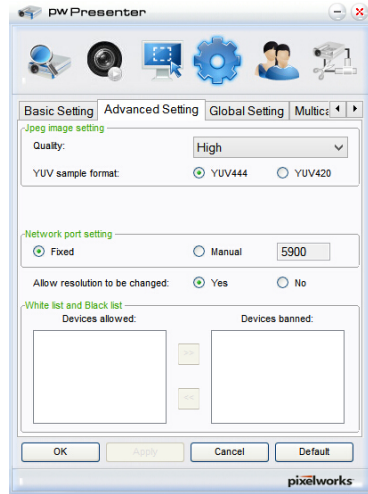 pwPresenter
Basic Setting Advanced Setting Global Setting Multica
Jpeg image setting
Quality: High
YUV sample format: YUV444 YUV420
Network port setting
Fixed Manual 5900
Allow resolution to be changed: Yes No
White list and Black list
Devices allowed: Devices banned:
>>
<<
OK Apply Cancel Default
pixelworks